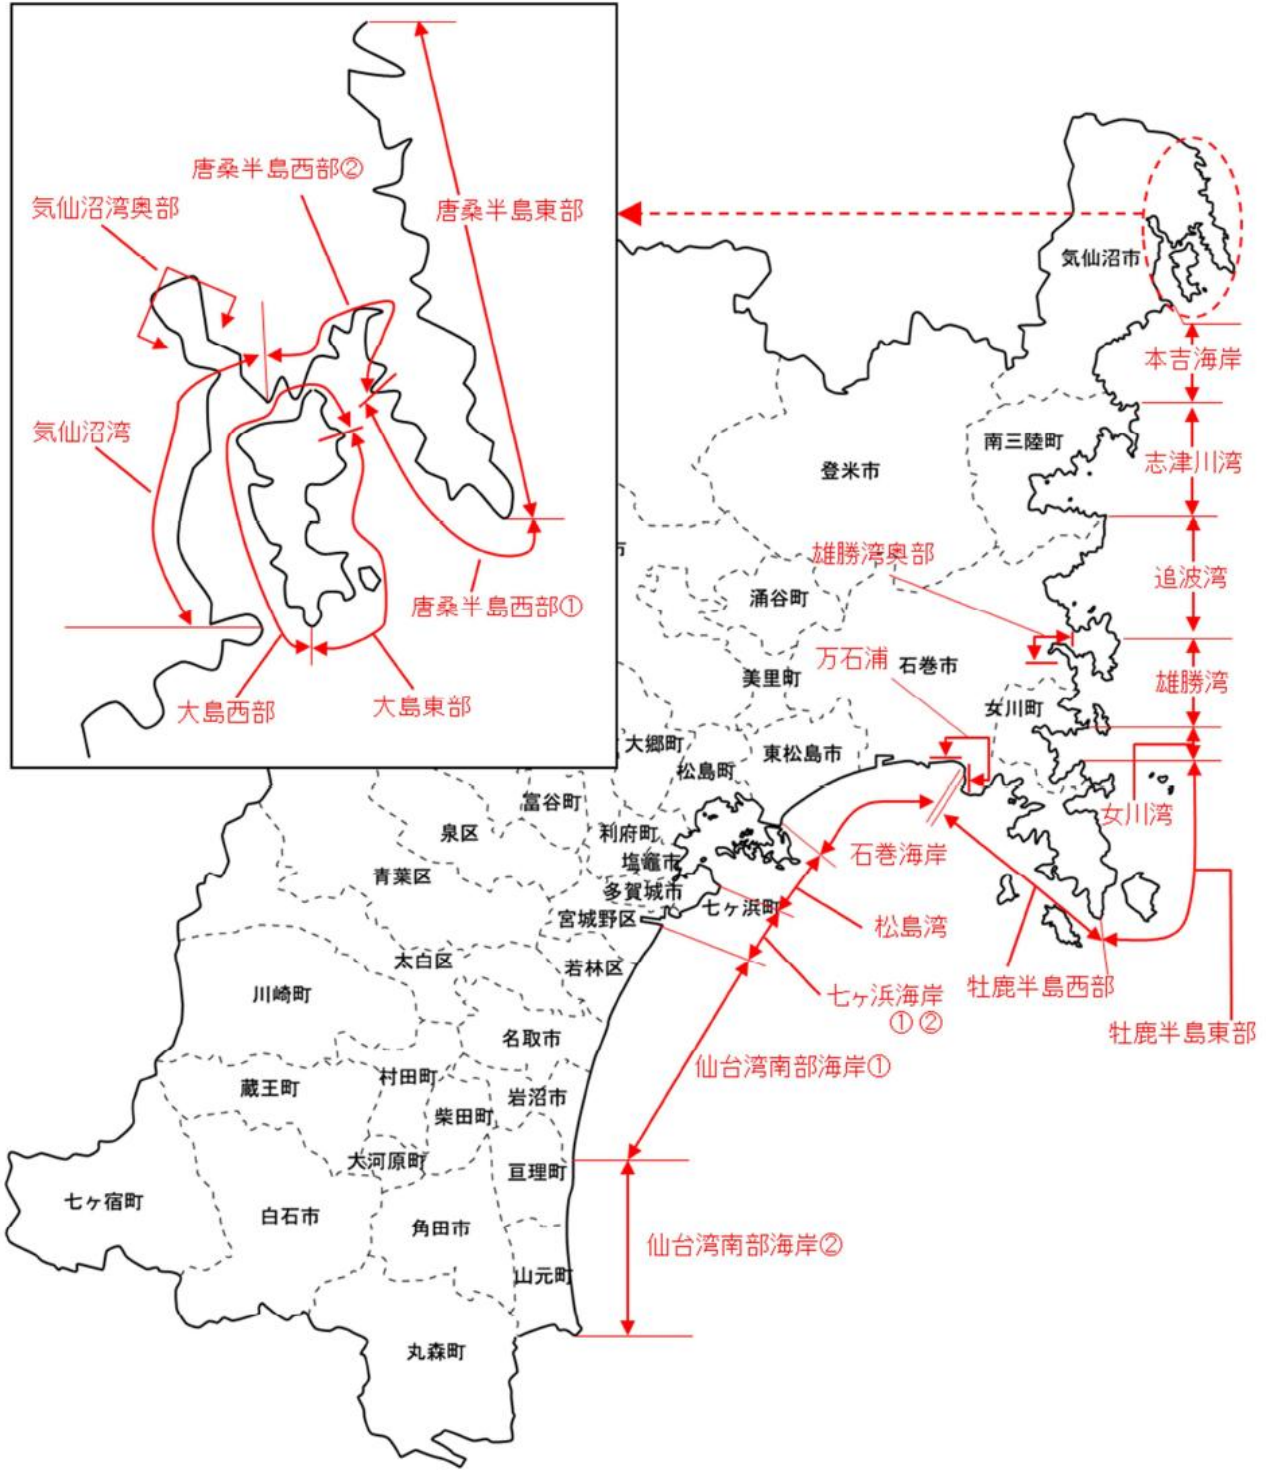 唐桑半島西部②
気仙沼湾奥部
唐桑半島東部
気仙沼湾
唐桑半島西部①
大島西部
大島東部
気仙沼市
本吉海岸
南三陸町
志津川湾
登米市
雄勝湾奥部
追波湾
市
涌谷町
万石浦
石巻市
美里町
雄勝湾
女川町
大郷町
東松島市
松島町
富谷町
女川湾
泉区
利府町
石巻海岸
塩竈市
青葉区
多賀城市
七ヶ浜町
宮城野区
松島湾
太白区
若林区
牡鹿半島西部
川崎町
七ヶ浜海岸
①②
牡鹿半島東部
名取市
仙台湾南部海岸①
村田町
蔵王町
岩沼市
柴田町
大河原町
亘理町
七ヶ宿町
白石市
角田市
仙台湾南部海岸②
山元町
丸森町